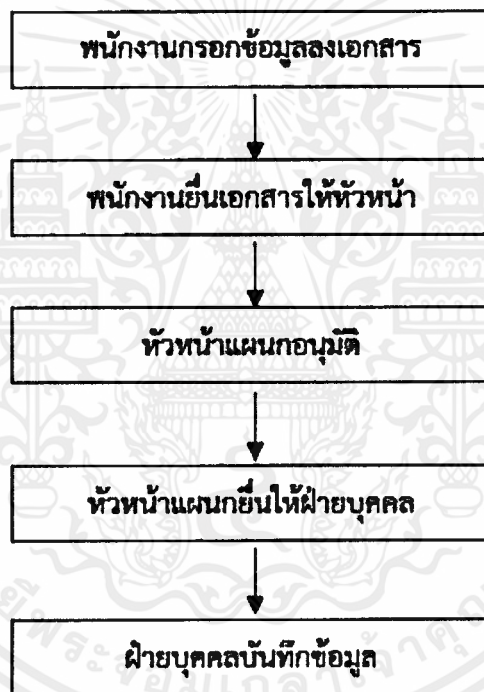 พนักงานกรอกข้อมูลลงเอกสาร
พนักงานยื่นเอกสารให้หัวหน้า
หัวหน้าแผนกอนุมัติ
หัวหน้าแผนกยื่นให้ฝ่ายบุคคล
ฝ่ายบุคคลบันทึกข้อมูล